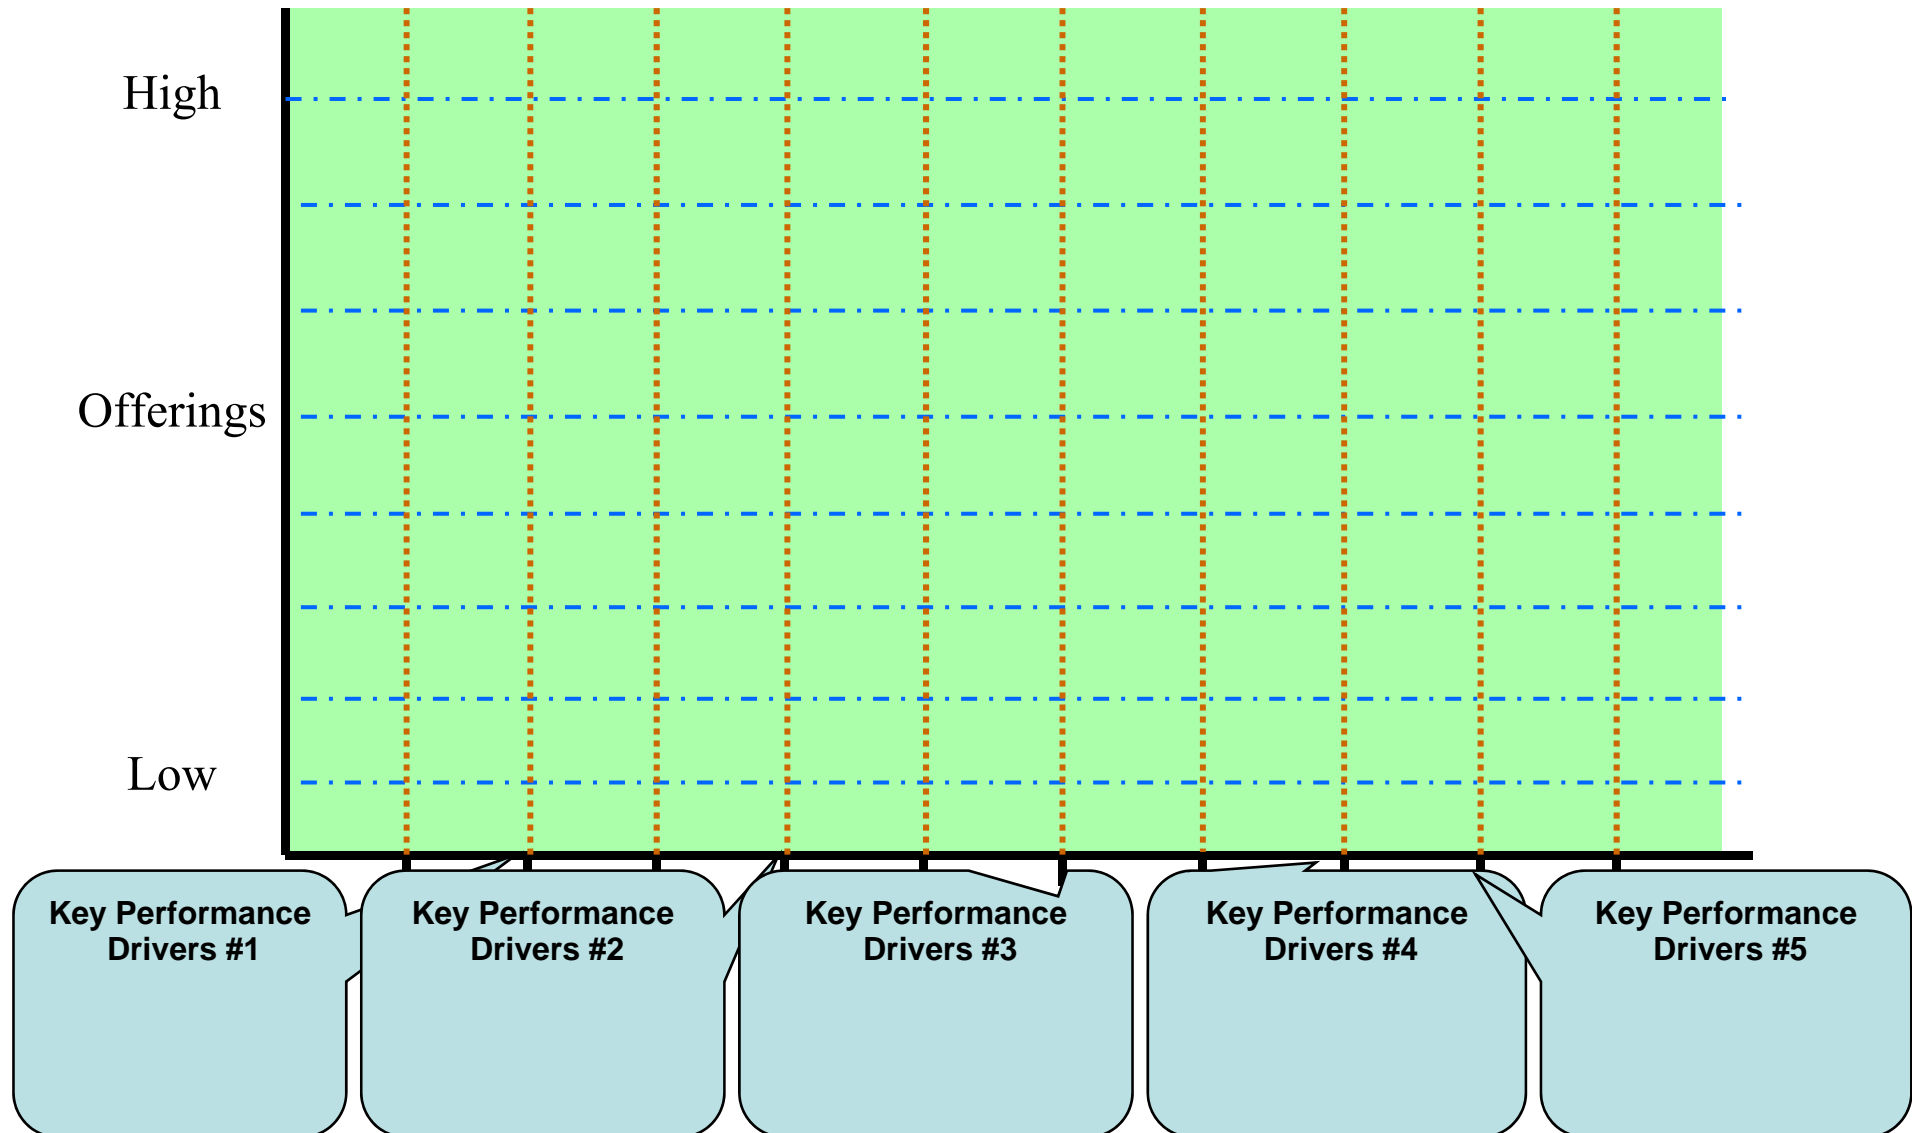 High
Offerings
Low
Key Performance
Drivers #1
Key Performance
Drivers #2
Key Performance
Drivers #3
Key Performance
Drivers #4
Key Performance
Drivers #5